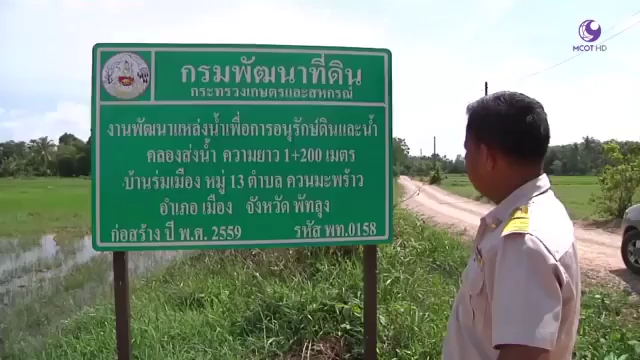 MCOT HD
กรมพัฒนาที่ดิน
กระทรวงเกษตรและสหกรณ์
งานพัฒนาแหล่งน้ำเพื่อการอนุรักษ์ดินและน้ำ
คลองส่งน้ำ ความยาว 1+200 เมตร
บ้านร่มเมือง หมู่ 13 ตำบล ควนมะพร้าว
อำเภอ เมือง จังหวัด พัทลุง
ก่อสร้าง ปี พ.ศ. 2559 รหัส พท.0158